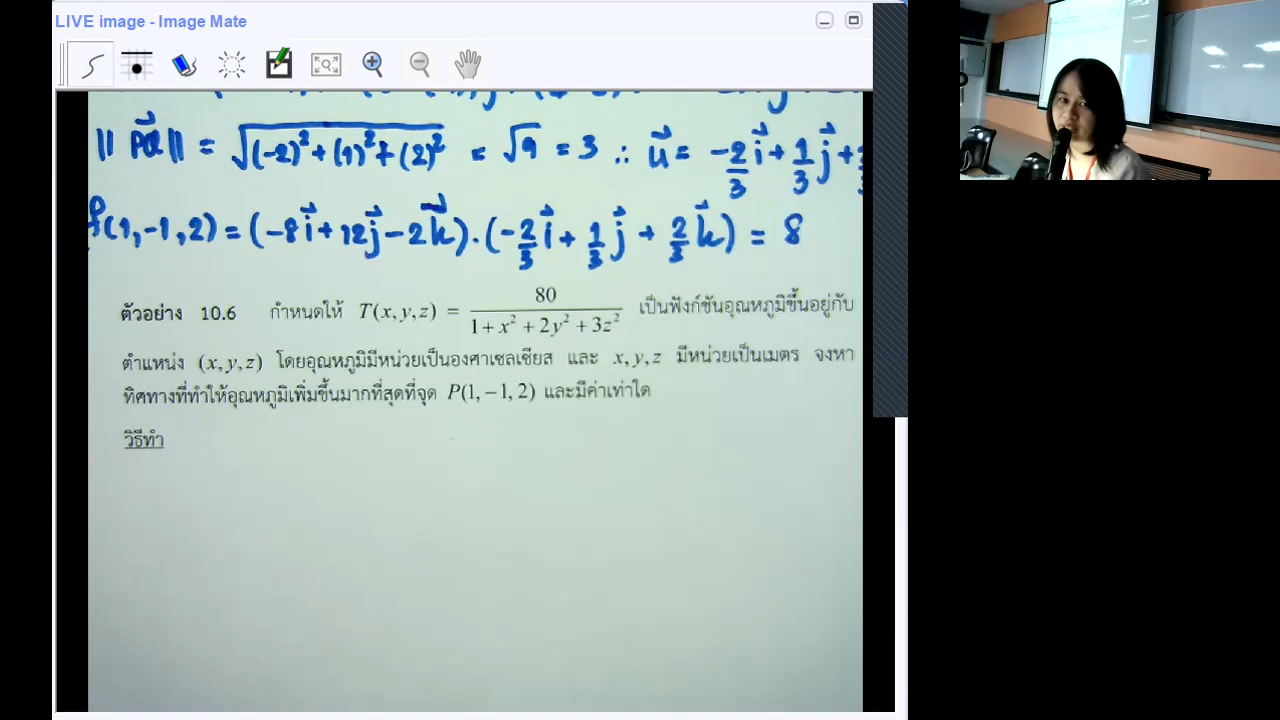 LIVE image - Image Mate
|| PQ⃗ || = √((-2)² + (1)² + (2)²) = √9 = 3 ∴ u⃗ = -2/3 i⃗ + 1/3 j⃗ +
f(1,-1,2) = (-8i⃗ + 12j⃗ - 2k⃗) · (-2/3 i⃗ + 1/3 j⃗ + 2/3 k⃗) = 8
ตัวอย่าง 10.6 กำหนดให้ T(x,y,z) = 80/(1+x²+2y²+3z²) เป็นฟังก์ชันอุณหภูมิขึ้นอยู่กับ
ตำแหน่ง (x,y,z) โดยอุณหภูมิมีหน่วยเป็นองศาเซลเซียส และ x,y,z มีหน่วยเป็นเมตร จงหา
ทิศทางที่ทำให้อุณหภูมิเพิ่มขึ้นมากที่สุดที่จุด P(1,-1,2) และมีค่าเท่าใด
วิธีทำ